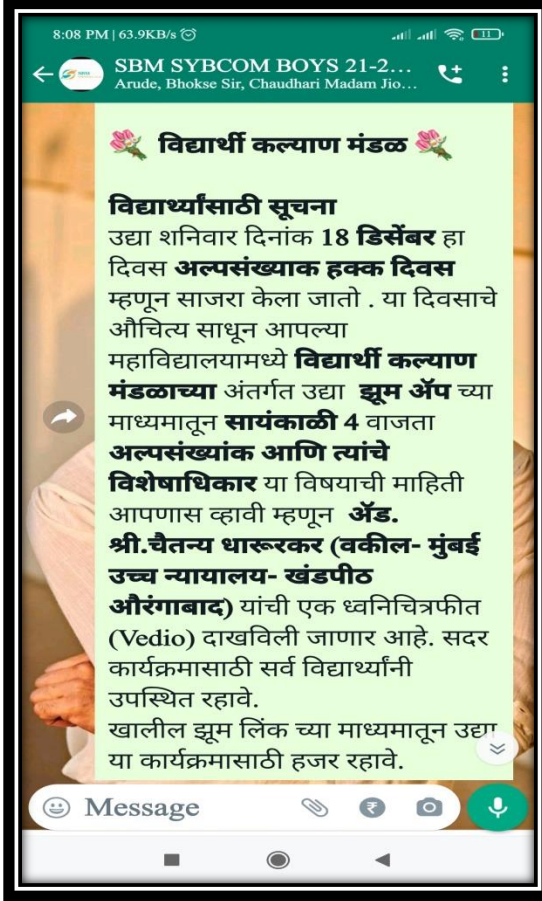 8:08 PM | 63.9KB/s
11
SBM SYBCOM BOYS 21-2...
Arude, Bhokse Sir, Chaudhari Madam Jio...
💐 विद्यार्थी कल्याण मंडळ 💐
विद्यार्थ्यांसाठी सूचना
उद्या शनिवार दिनांक 18 डिसेंबर हा
दिवस अल्पसंख्याक हक्क दिवस
म्हणून साजरा केला जातो . या दिवसाचे
औचित्य साधून आपल्या
महाविद्यालयामध्ये विद्यार्थी कल्याण
मंडळाच्या अंतर्गत उद्या झूम ॲप च्या
माध्यमातून सायंकाळी 4 वाजता
अल्पसंख्यांक आणि त्यांचे
विशेषाधिकार या विषयाची माहिती
आपणास व्हावी म्हणून ॲड.
श्री.चैतन्य धारूरकर (वकील- मुंबई
उच्च न्यायालय- खंडपीठ
औरंगाबाद) यांची एक ध्वनिचित्रफीत
(Vedio) दाखविली जाणार आहे. सदर
कार्यक्रमासाठी सर्व विद्यार्थ्यांनी
उपस्थित रहावे.
खालील झूम लिंक च्या माध्यमातून उद्या
या कार्यक्रमासाठी हजर रहावे.
Message